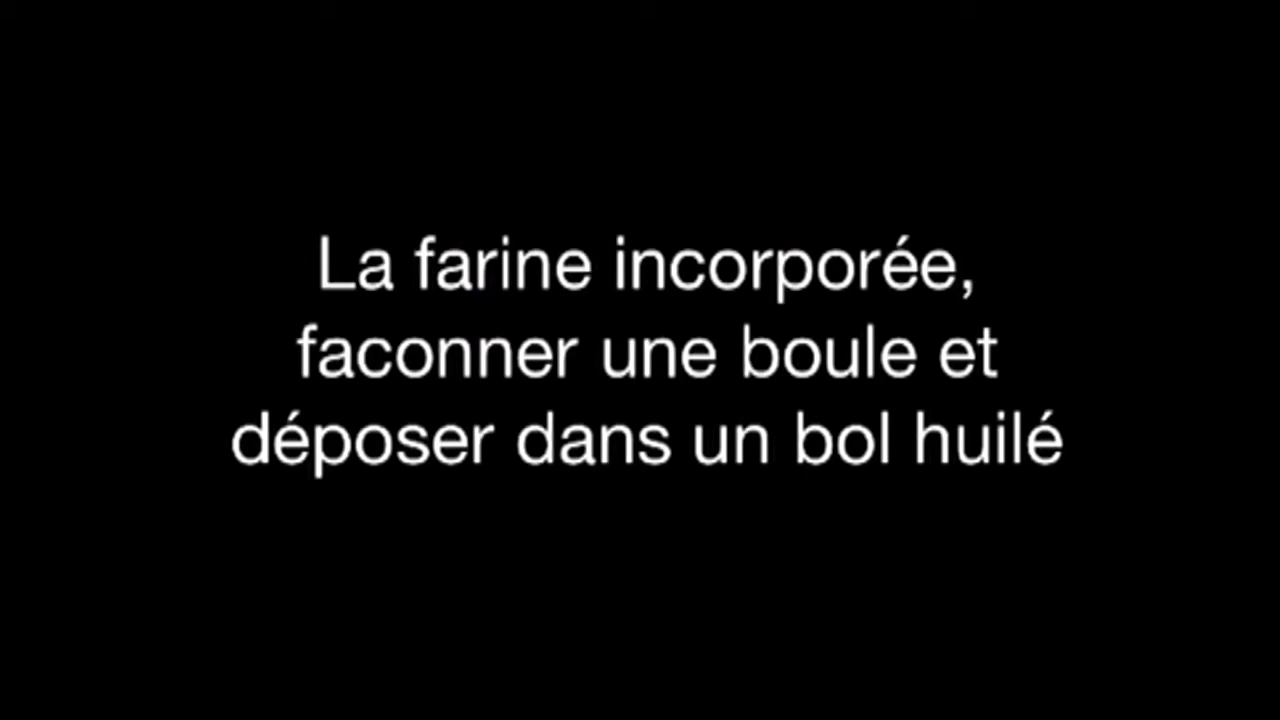 La farine incorporée,
faconner une boule et
déposer dans un bol huilé